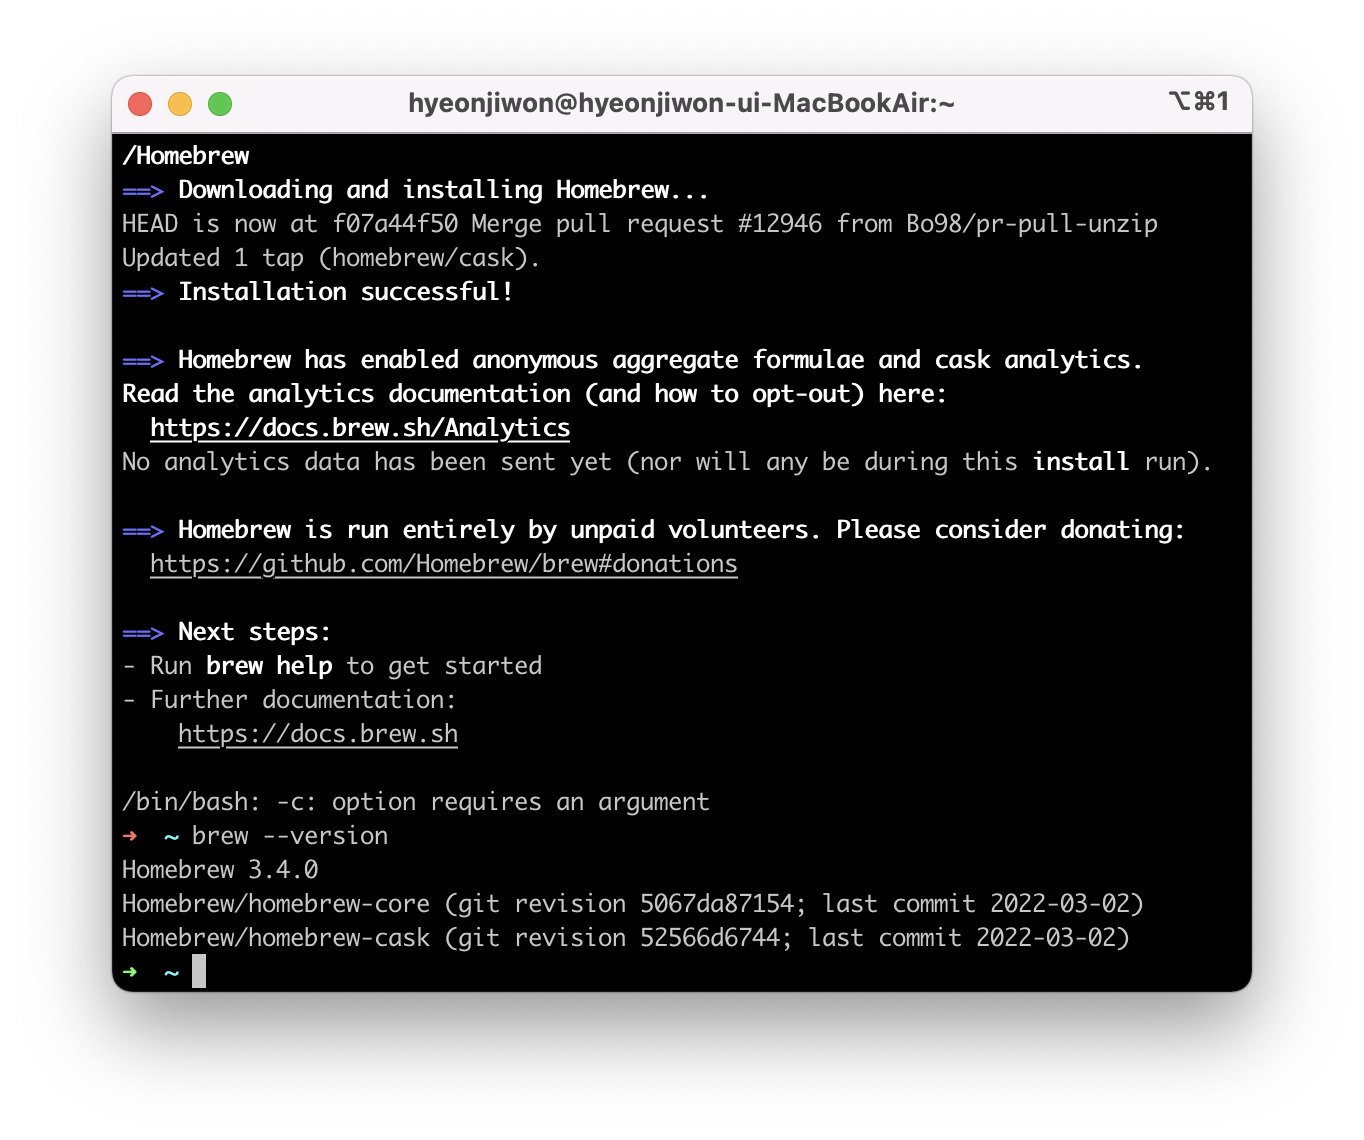 hyeonjiwon@hyeonjiwon-ui-MacBookAir:~ ⌥⌘1
/Homebrew
==> Downloading and installing Homebrew...
HEAD is now at f07a44f50 Merge pull request #12946 from Bo98/pr-pull-unzip
Updated 1 tap (homebrew/cask).
==> Installation successful!
==> Homebrew has enabled anonymous aggregate formulae and cask analytics.
Read the analytics documentation (and how to opt-out) here:
https://docs.brew.sh/Analytics
No analytics data has been sent yet (nor will any be during this install run).
==> Homebrew is run entirely by unpaid volunteers. Please consider donating:
https://github.com/Homebrew/brew#donations
==> Next steps:
- Run brew help to get started
- Further documentation:
https://docs.brew.sh
/bin/bash: -c: option requires an argument
➜ ~ brew --version
Homebrew 3.4.0
Homebrew/homebrew-core (git revision 5067da87154; last commit 2022-03-02)
Homebrew/homebrew-cask (git revision 52566d6744; last commit 2022-03-02)
➜ ~